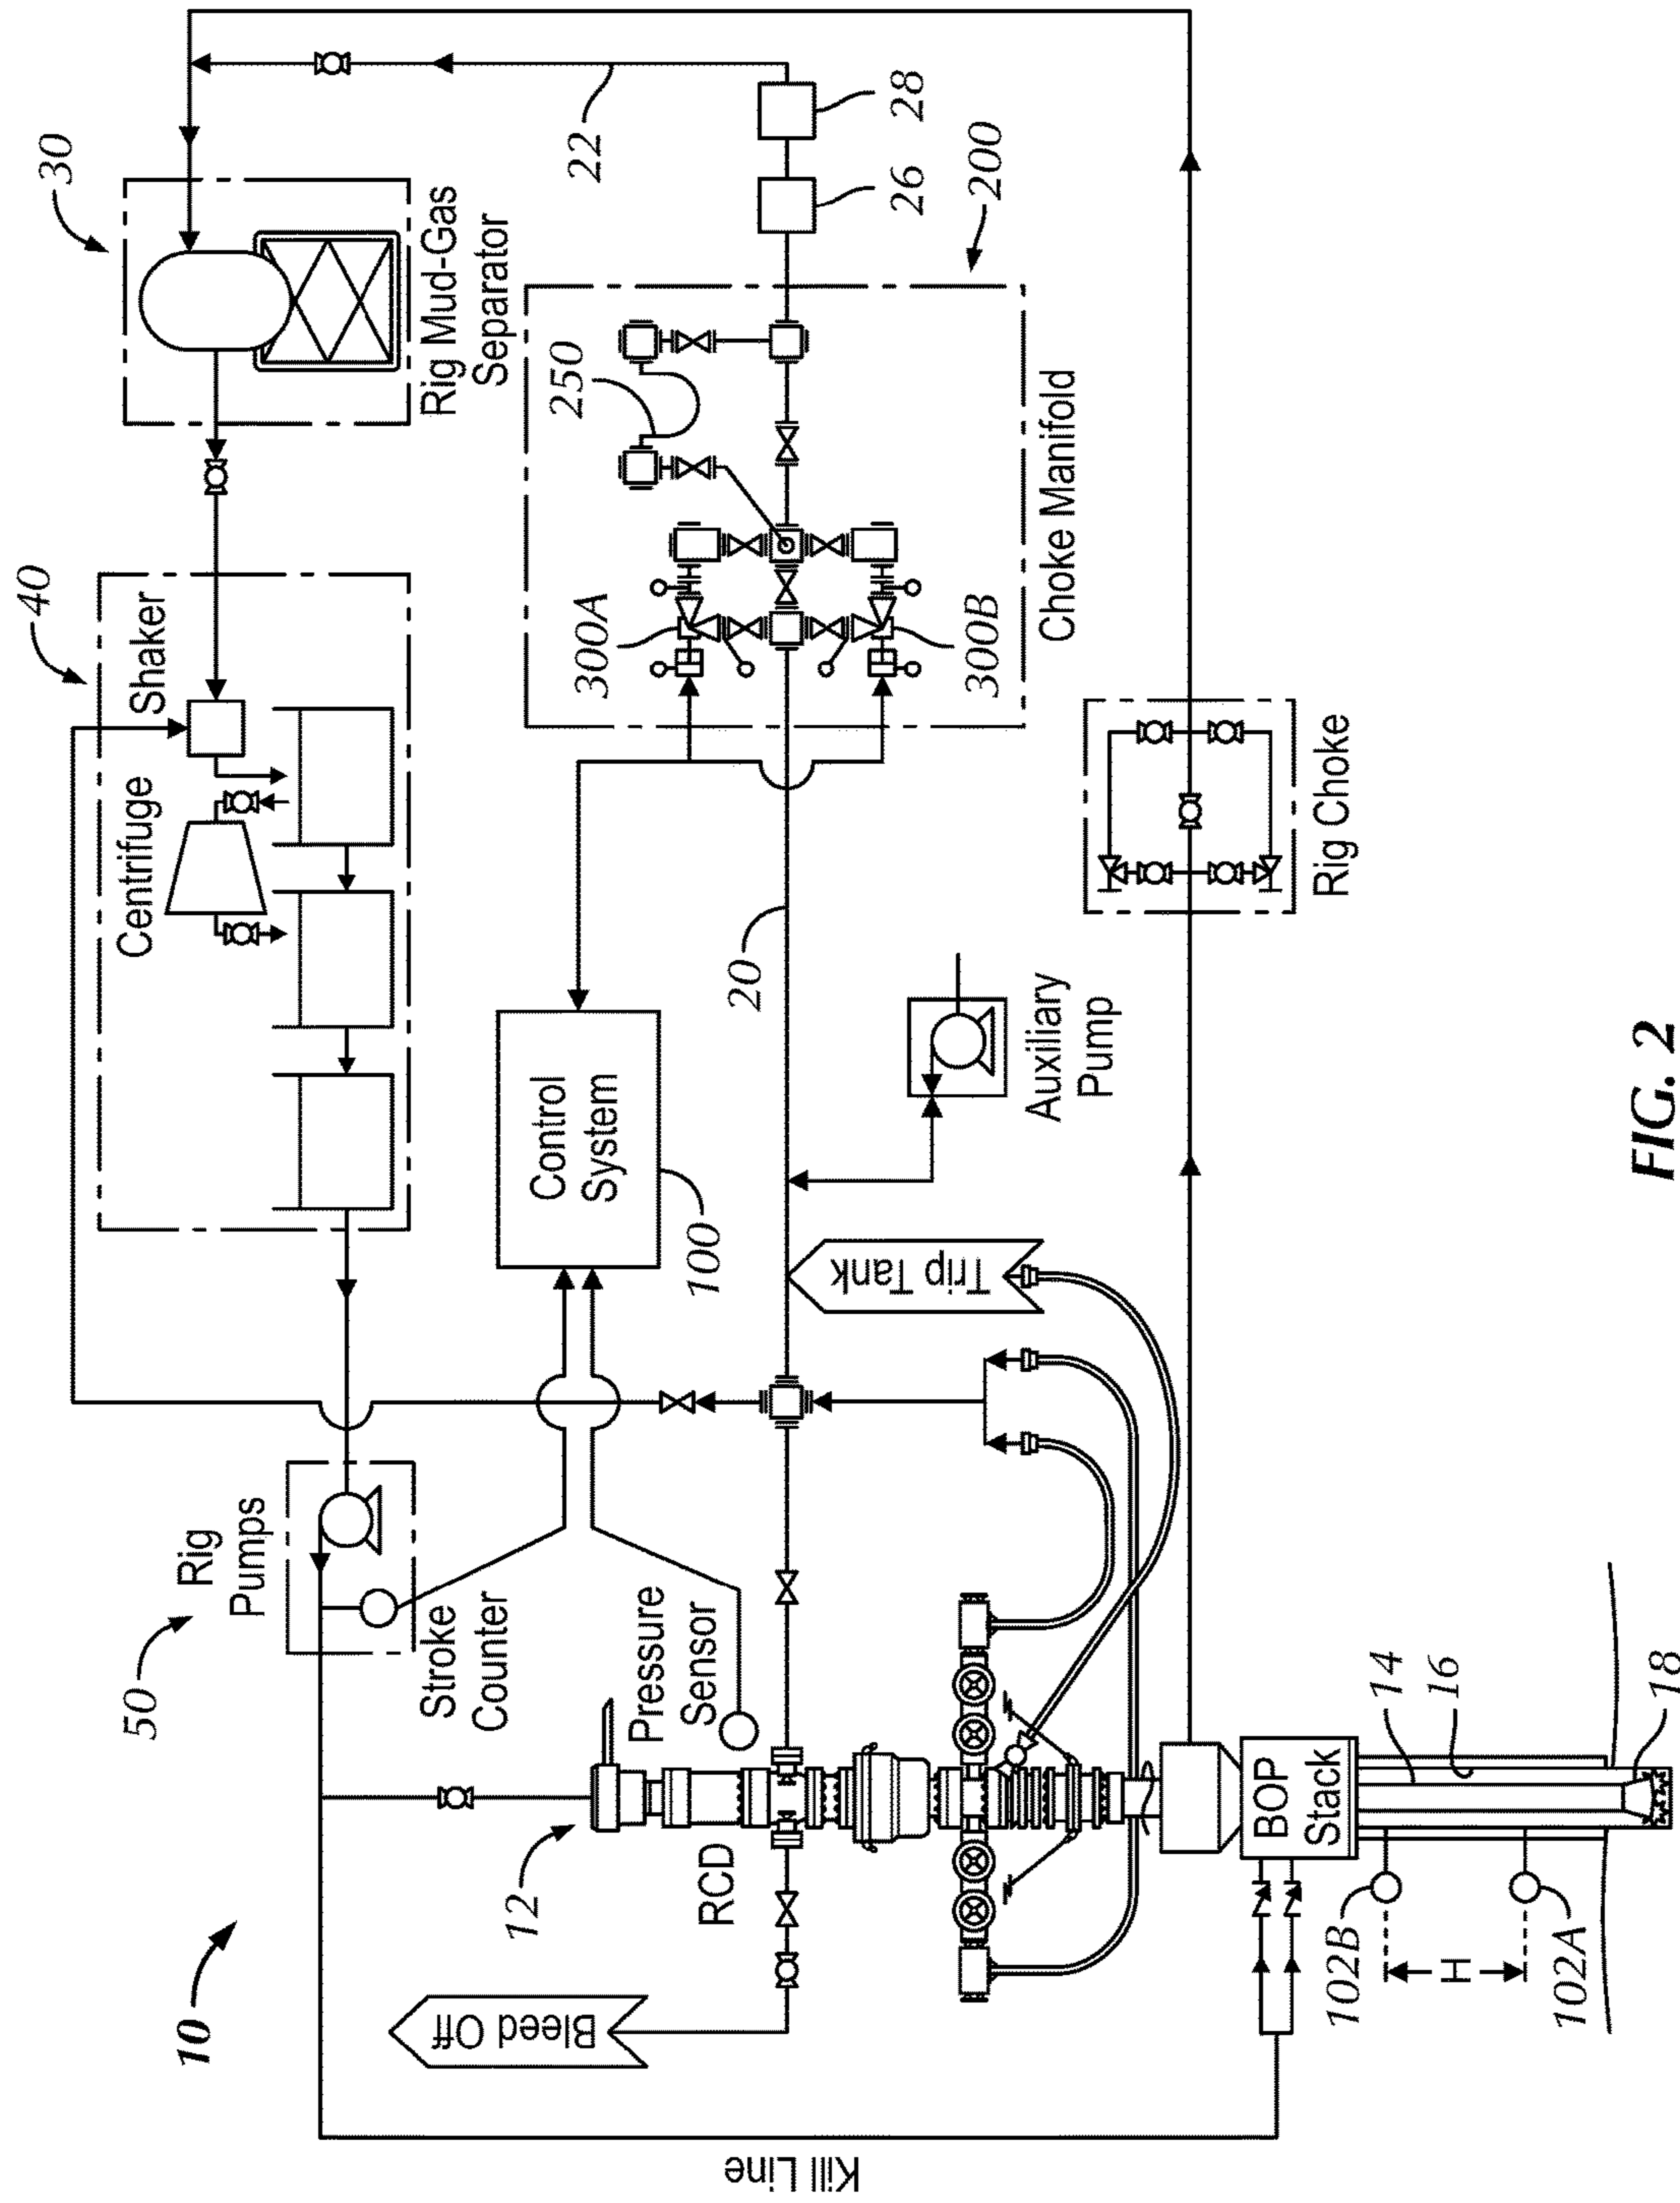 10
50
Rig
Pumps
Stroke
Counter
40
Centrifuge
Shaker
30
Rig Mud-Gas
Separator
22
28
26
200
250
300A
300B
Choke Manifold
Control
System
100
20
Auxiliary
Pump
Trip Tank
Rig Choke
Pressure
Sensor
12
RCD
Bleed Off
Kill Line
BOP
Stack
14
16
18
102B
H
102A
FIG. 2